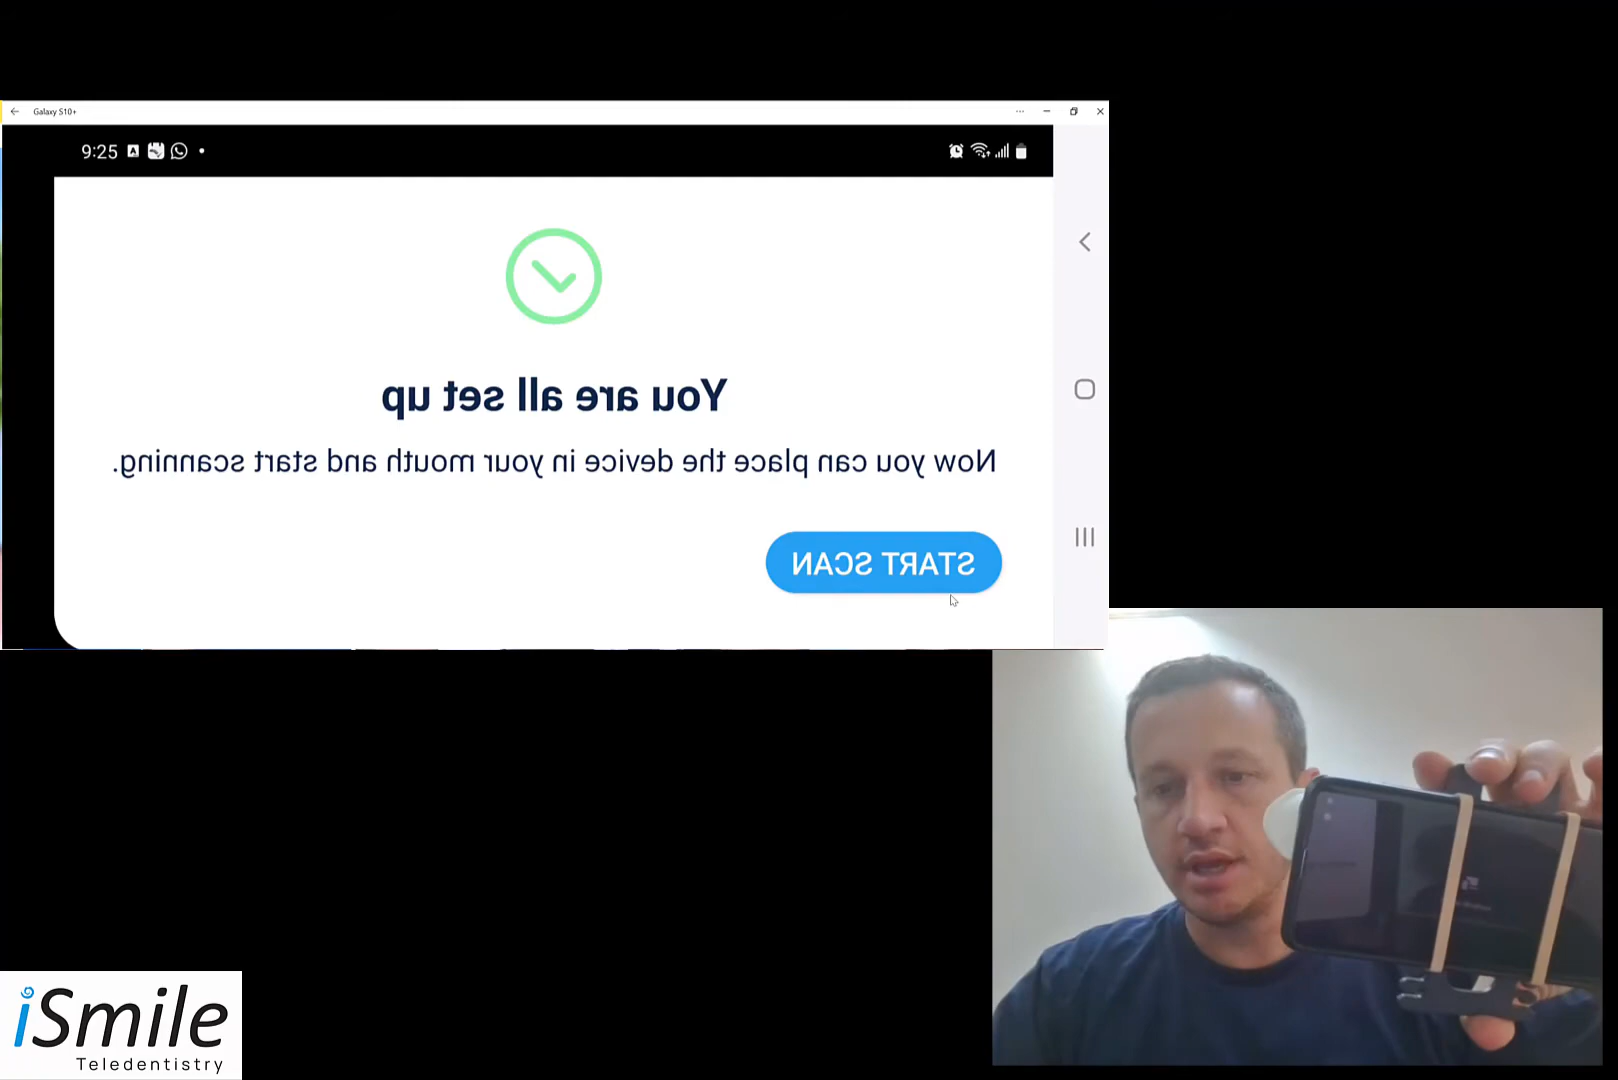 Galaxy S10+
9:25
You are all set up
Now you can place the device in your mouth and start scanning.
START SCAN
iSmile
Teledentistry